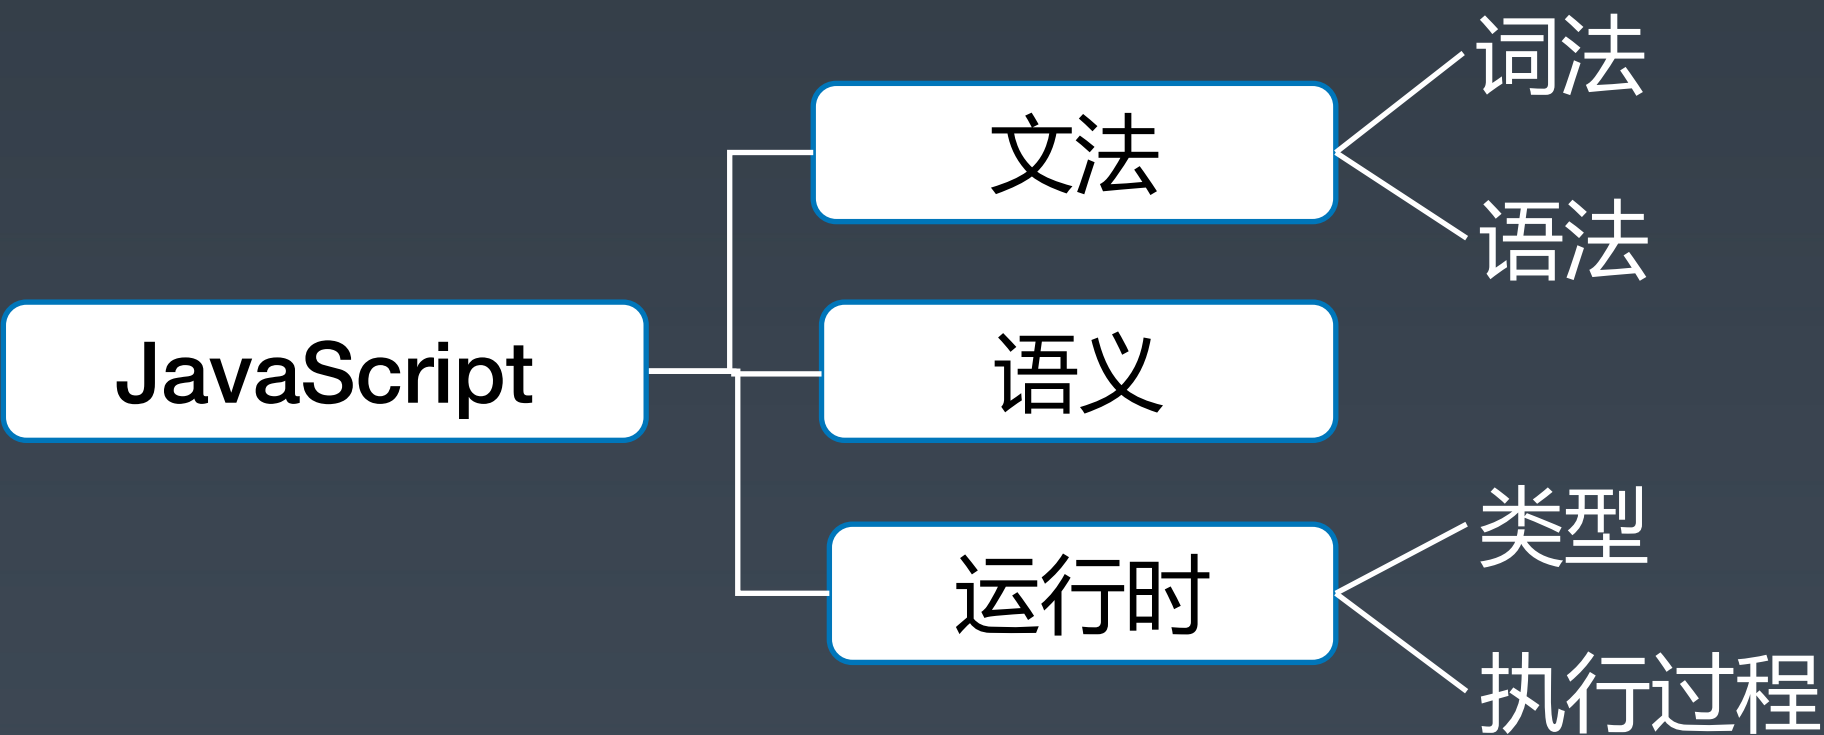 JavaScript
文法
词法
语法
语义
运行时
类型
执行过程